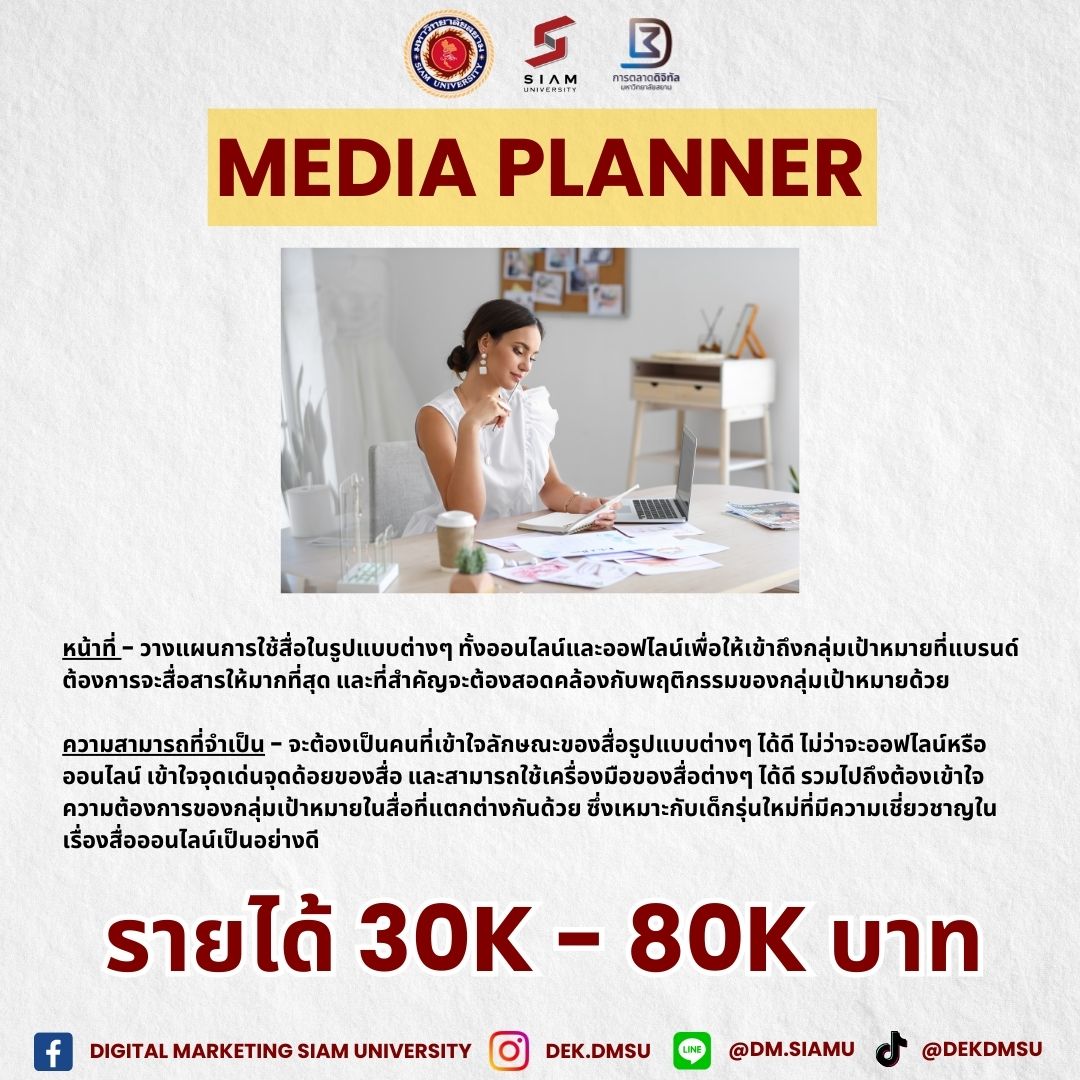 มหาวิทยาลัยสยาม
SIAM UNIVERSITY
SIAM
UNIVERSITY
การตลาดดิจิทัล
มหาวิทยาลัยสยาม
MEDIA PLANNER
หน้าที่ - วางแผนการใช้สื่อในรูปแบบต่างๆ ทั้งออนไลน์และออฟไลน์เพื่อให้เข้าถึงกลุ่มเป้าหมายที่แบรนด์
ต้องการจะสื่อสารให้มากที่สุด และที่สำคัญจะต้องสอดคล้องกับพฤติกรรมของกลุ่มเป้าหมายด้วย
ความสามารถที่จำเป็น - จะต้องเป็นคนที่เข้าใจลักษณะของสื่อรูปแบบต่างๆ ได้ดี ไม่ว่าจะออฟไลน์หรือ
ออนไลน์ เข้าใจจุดเด่นจุดด้อยของสื่อ และสามารถใช้เครื่องมือของสื่อต่างๆ ได้ดี รวมไปถึงต้องเข้าใจ
ความต้องการของกลุ่มเป้าหมายในสื่อที่แตกต่างกันด้วย ซึ่งเหมาะกับเด็กรุ่นใหม่ที่มีความเชี่ยวชาญใน
เรื่องสื่อออนไลน์เป็นอย่างดี
รายได้ 30K - 80K บาท
DIGITAL MARKETING SIAM UNIVERSITY DEK.DMSU LINE @DM.SIAMU @DEKDMSU